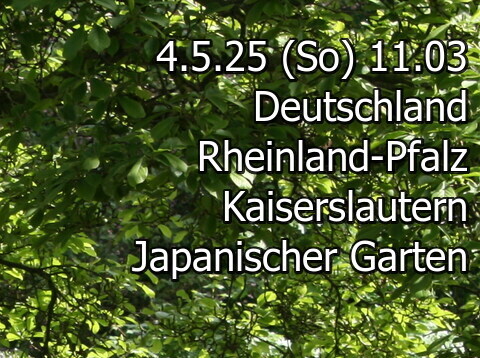 4.5.25 (So) 11.03
Deutschland
Rheinland-Pfalz
Kaiserslautern
Japanischer Garten